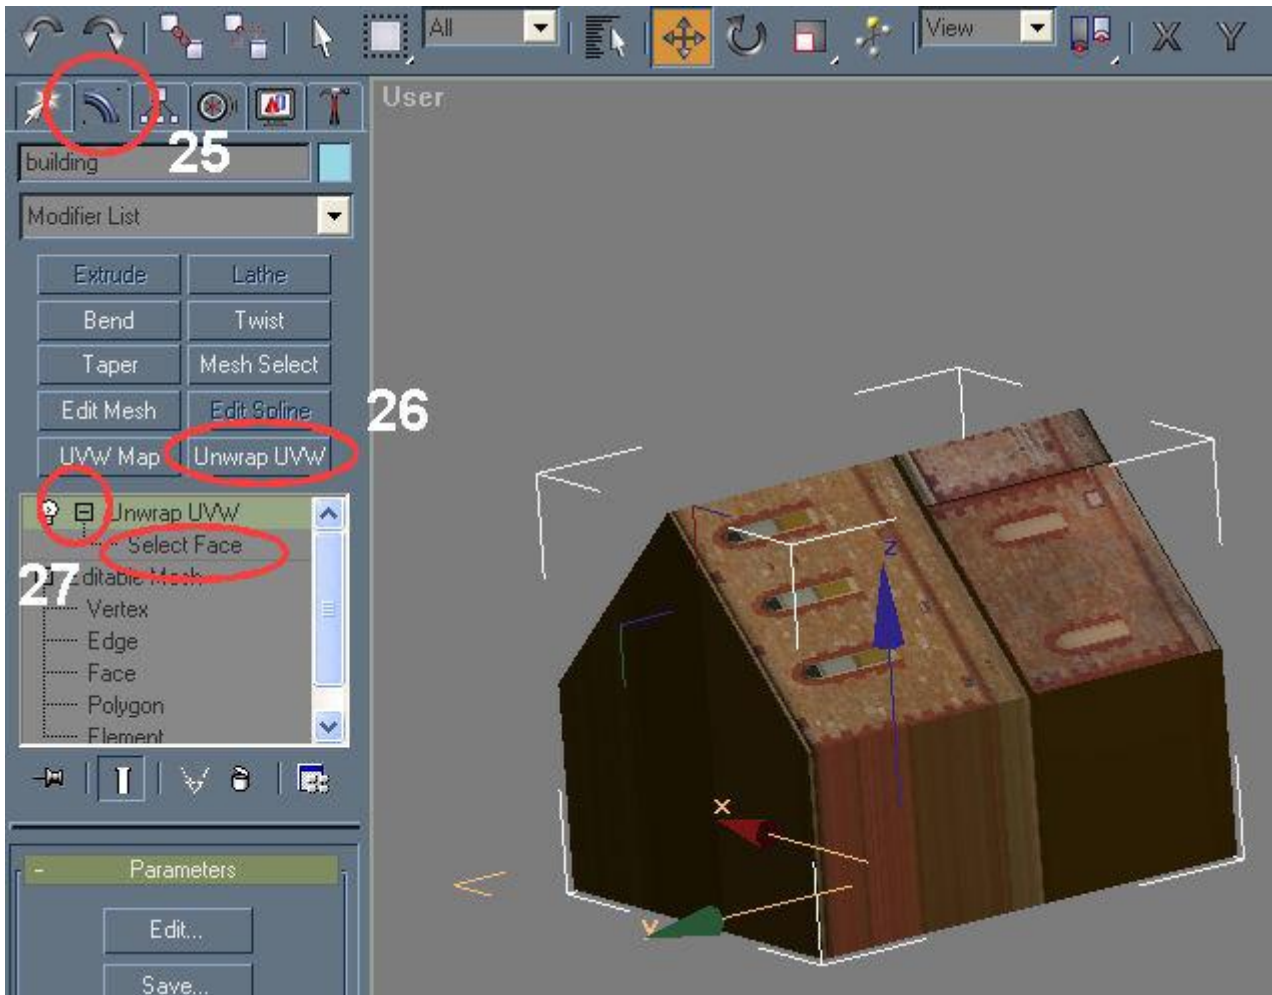 All
View
X Y
User
25
building
Modifier List
Extrude Lathe
Bend Twist
Taper Mesh Select
Edit Mesh Edit Spline
26
UVW Map Unwrap UVW
Unwrap UVW
Select Face
27
Editable Mesh
Vertex
Edge
Face
Polygon
Element
Parameters
Edit...
Save...
z
x
y